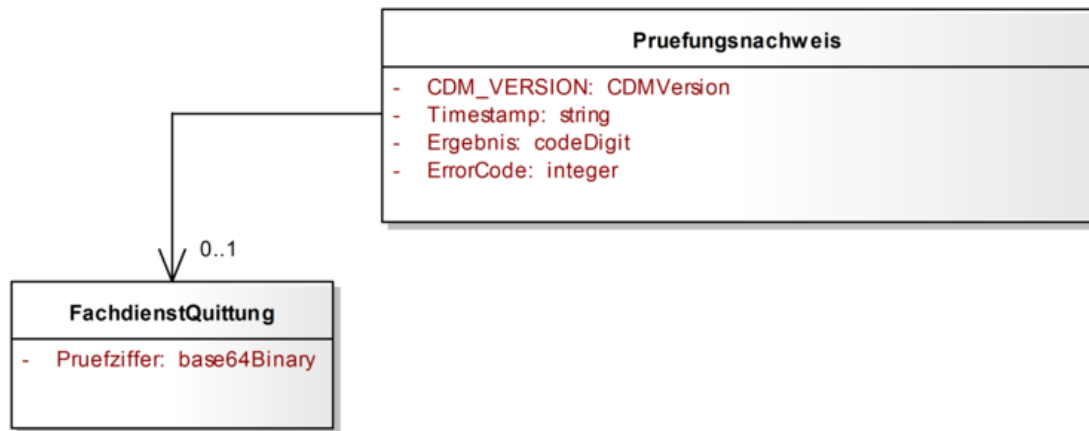 Pruefungsnachweis
- CDM_VERSION: CDMVersion
- Timestamp: string
- Ergebnis: codeDigit
- ErrorCode: integer
0..1
FachdienstQuittung
- Pruefziffer: base64Binary